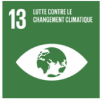 13 LUTTE CONTRE LE
CHANGEMENT CLIMATIQUE